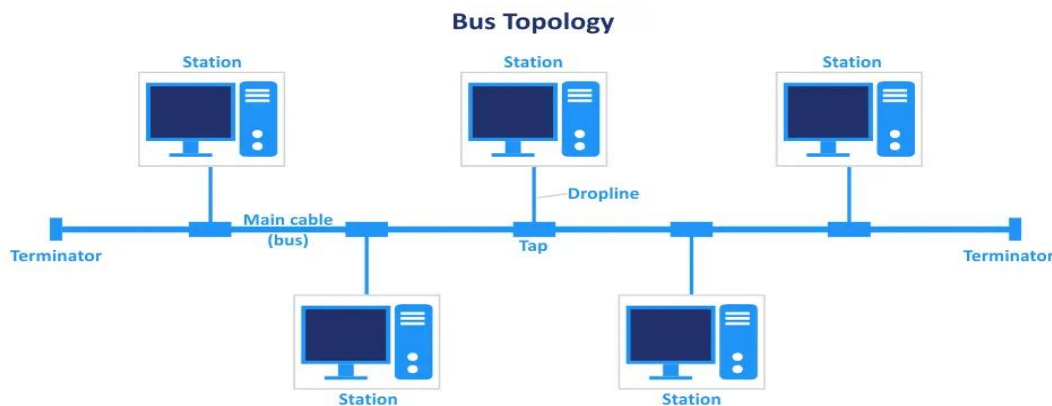 Bus Topology
Station
Station
Station
Dropline
Main cable
(bus)
Tap
Terminator
Terminator
Station
Station